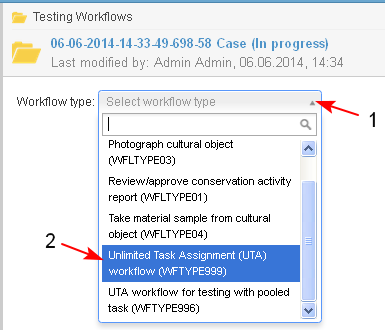 Testing Workflows
06-06-2014-14-33-49-698-58 Case (In progress)
Last modified by: Admin Admin, 06.06.2014, 14:34
Workflow type: Select workflow type
1
Photograph cultural object
(WFLTYPE03)
Review/approve conservation activity
report (WFLTYPE01)
Take material sample from cultural
object (WFLTYPE04)
2
Unlimited Task Assignment (UTA)
workflow (WFTYPE999)
UTA workflow for testing with pooled
task (WFTYPE996)